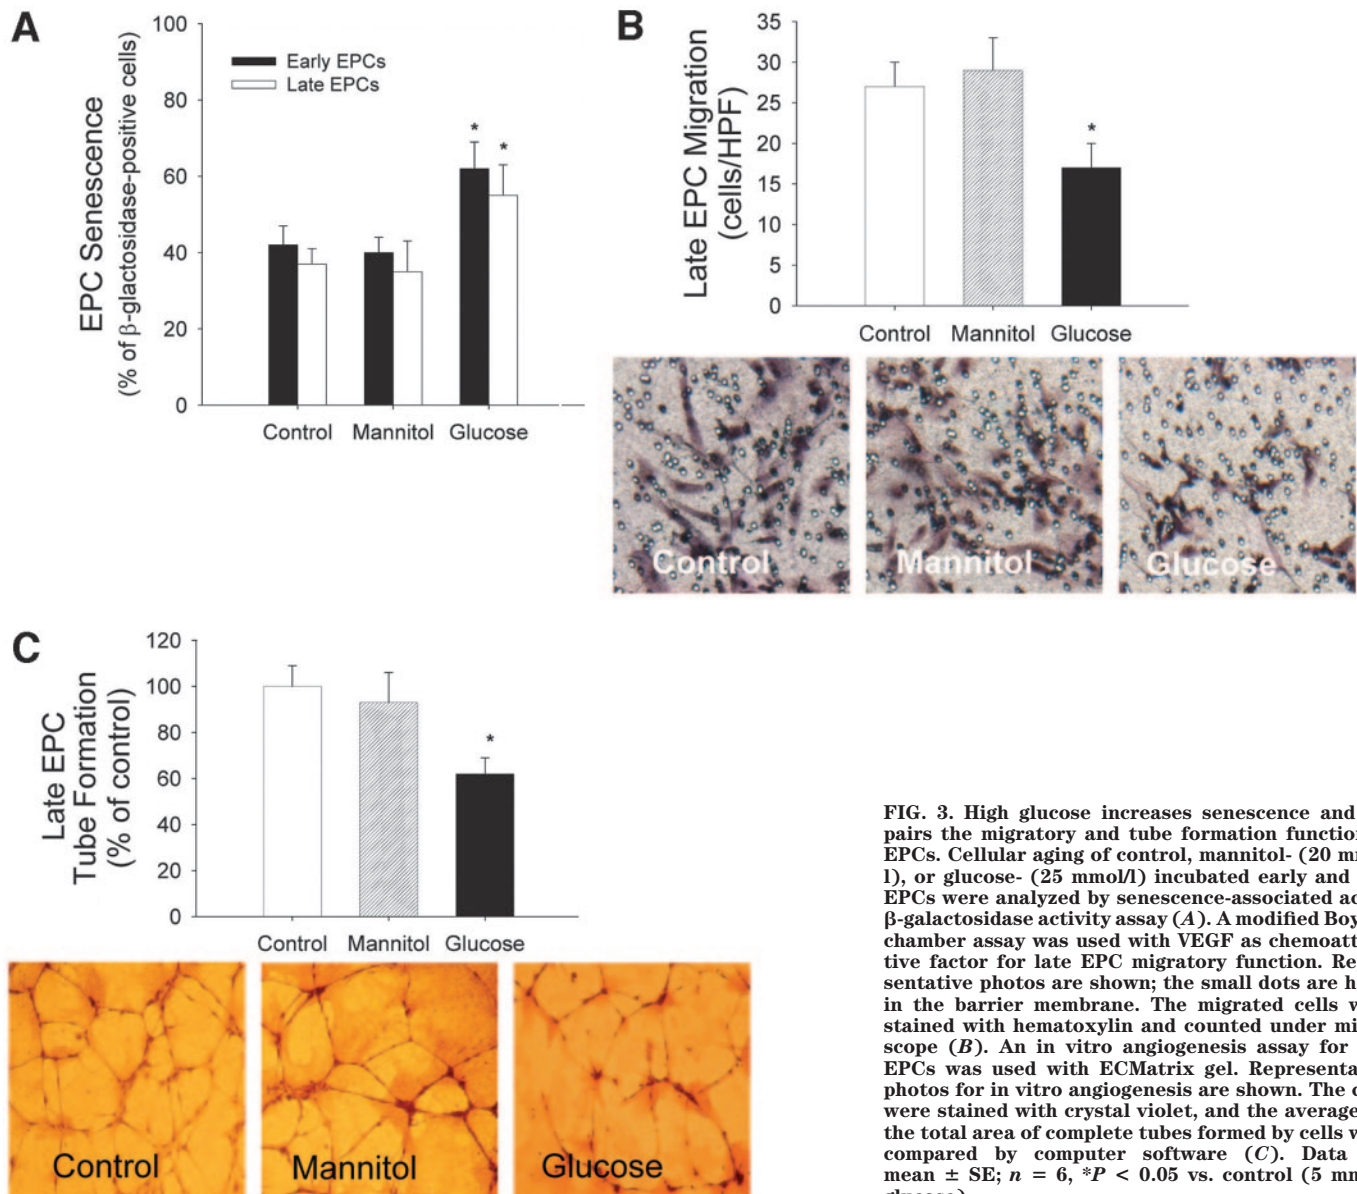 A
EPC Senescence
(% of β-glactosidase-positive cells)
100
80
60
40
20
0
Early EPCs
Late EPCs
*
*
Control
Mannitol
Glucose
B
Late EPC Migration
(cells/HPF)
35
30
25
20
15
10
5
0
*
Control
Mannitol
Glucose
Control
Mannitol
Glucose
C
Late EPC
Tube Formation
(% of control)
120
100
80
60
40
20
0
*
Control
Mannitol
Glucose
Control
Mannitol
Glucose
FIG. 3. High glucose increases senescence and
pairs the migratory and tube formation function
EPCs. Cellular aging of control, mannitol- (20 mm
l), or glucose- (25 mmol/l) incubated early and
EPCs were analyzed by senescence-associated ac
β-galactosidase activity assay (A). A modified Boy
chamber assay was used with VEGF as chemoatt
tive factor for late EPC migratory function. Re
sentative photos are shown; the small dots are h
in the barrier membrane. The migrated cells w
stained with hematoxylin and counted under mi
scope (B). An in vitro angiogenesis assay for
EPCs was used with ECMatrix gel. Representa
photos for in vitro angiogenesis are shown. The c
were stained with crystal violet, and the average
the total area of complete tubes formed by cells w
compared by computer software (C). Data
mean ± SE; n = 6, *P < 0.05 vs. control (5 mm